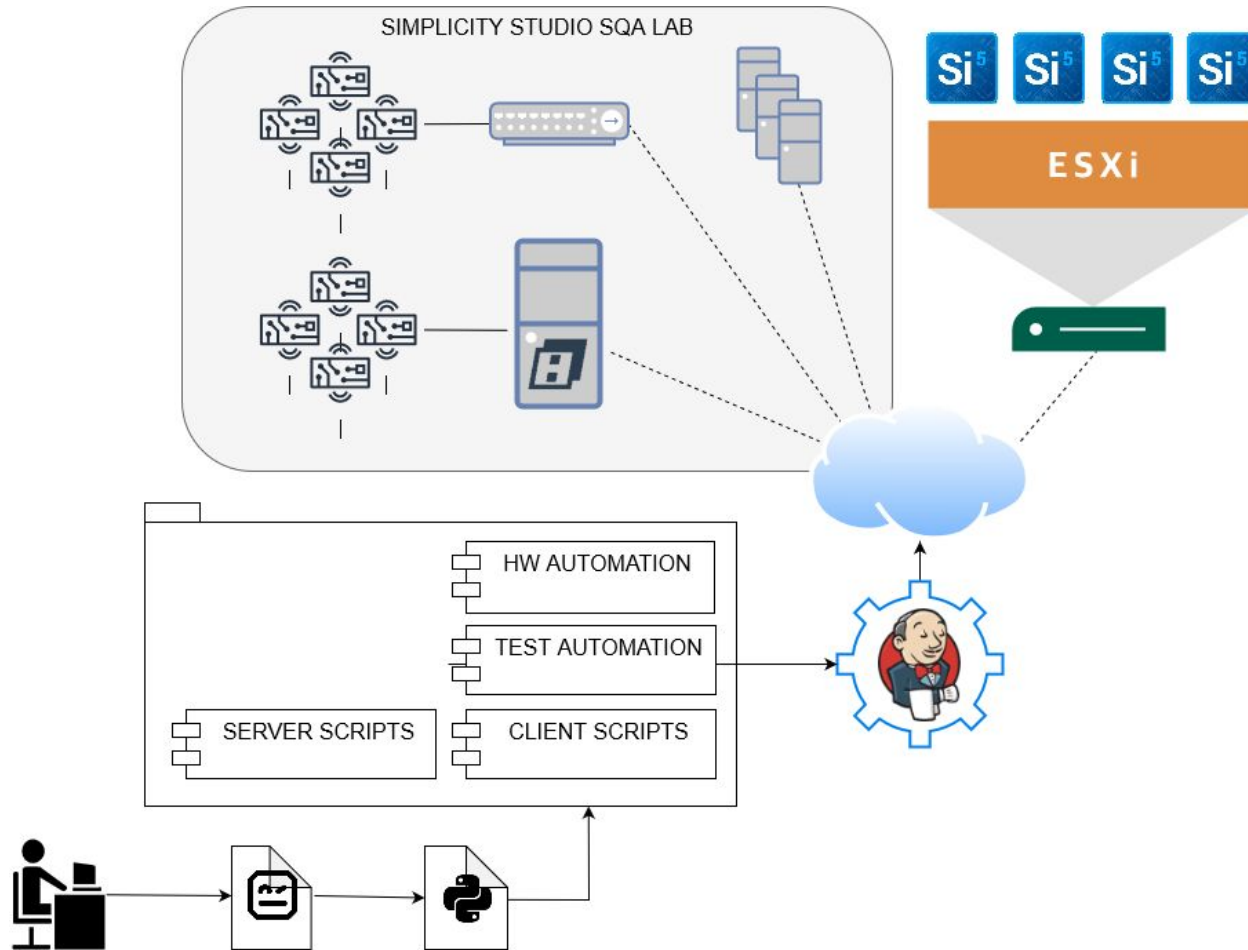 SIMPLICITY STUDIO SQA LAB
Si5 Si5 Si5 Si5
ESXi
HW AUTOMATION
TEST AUTOMATION
SERVER SCRIPTS
CLIENT SCRIPTS